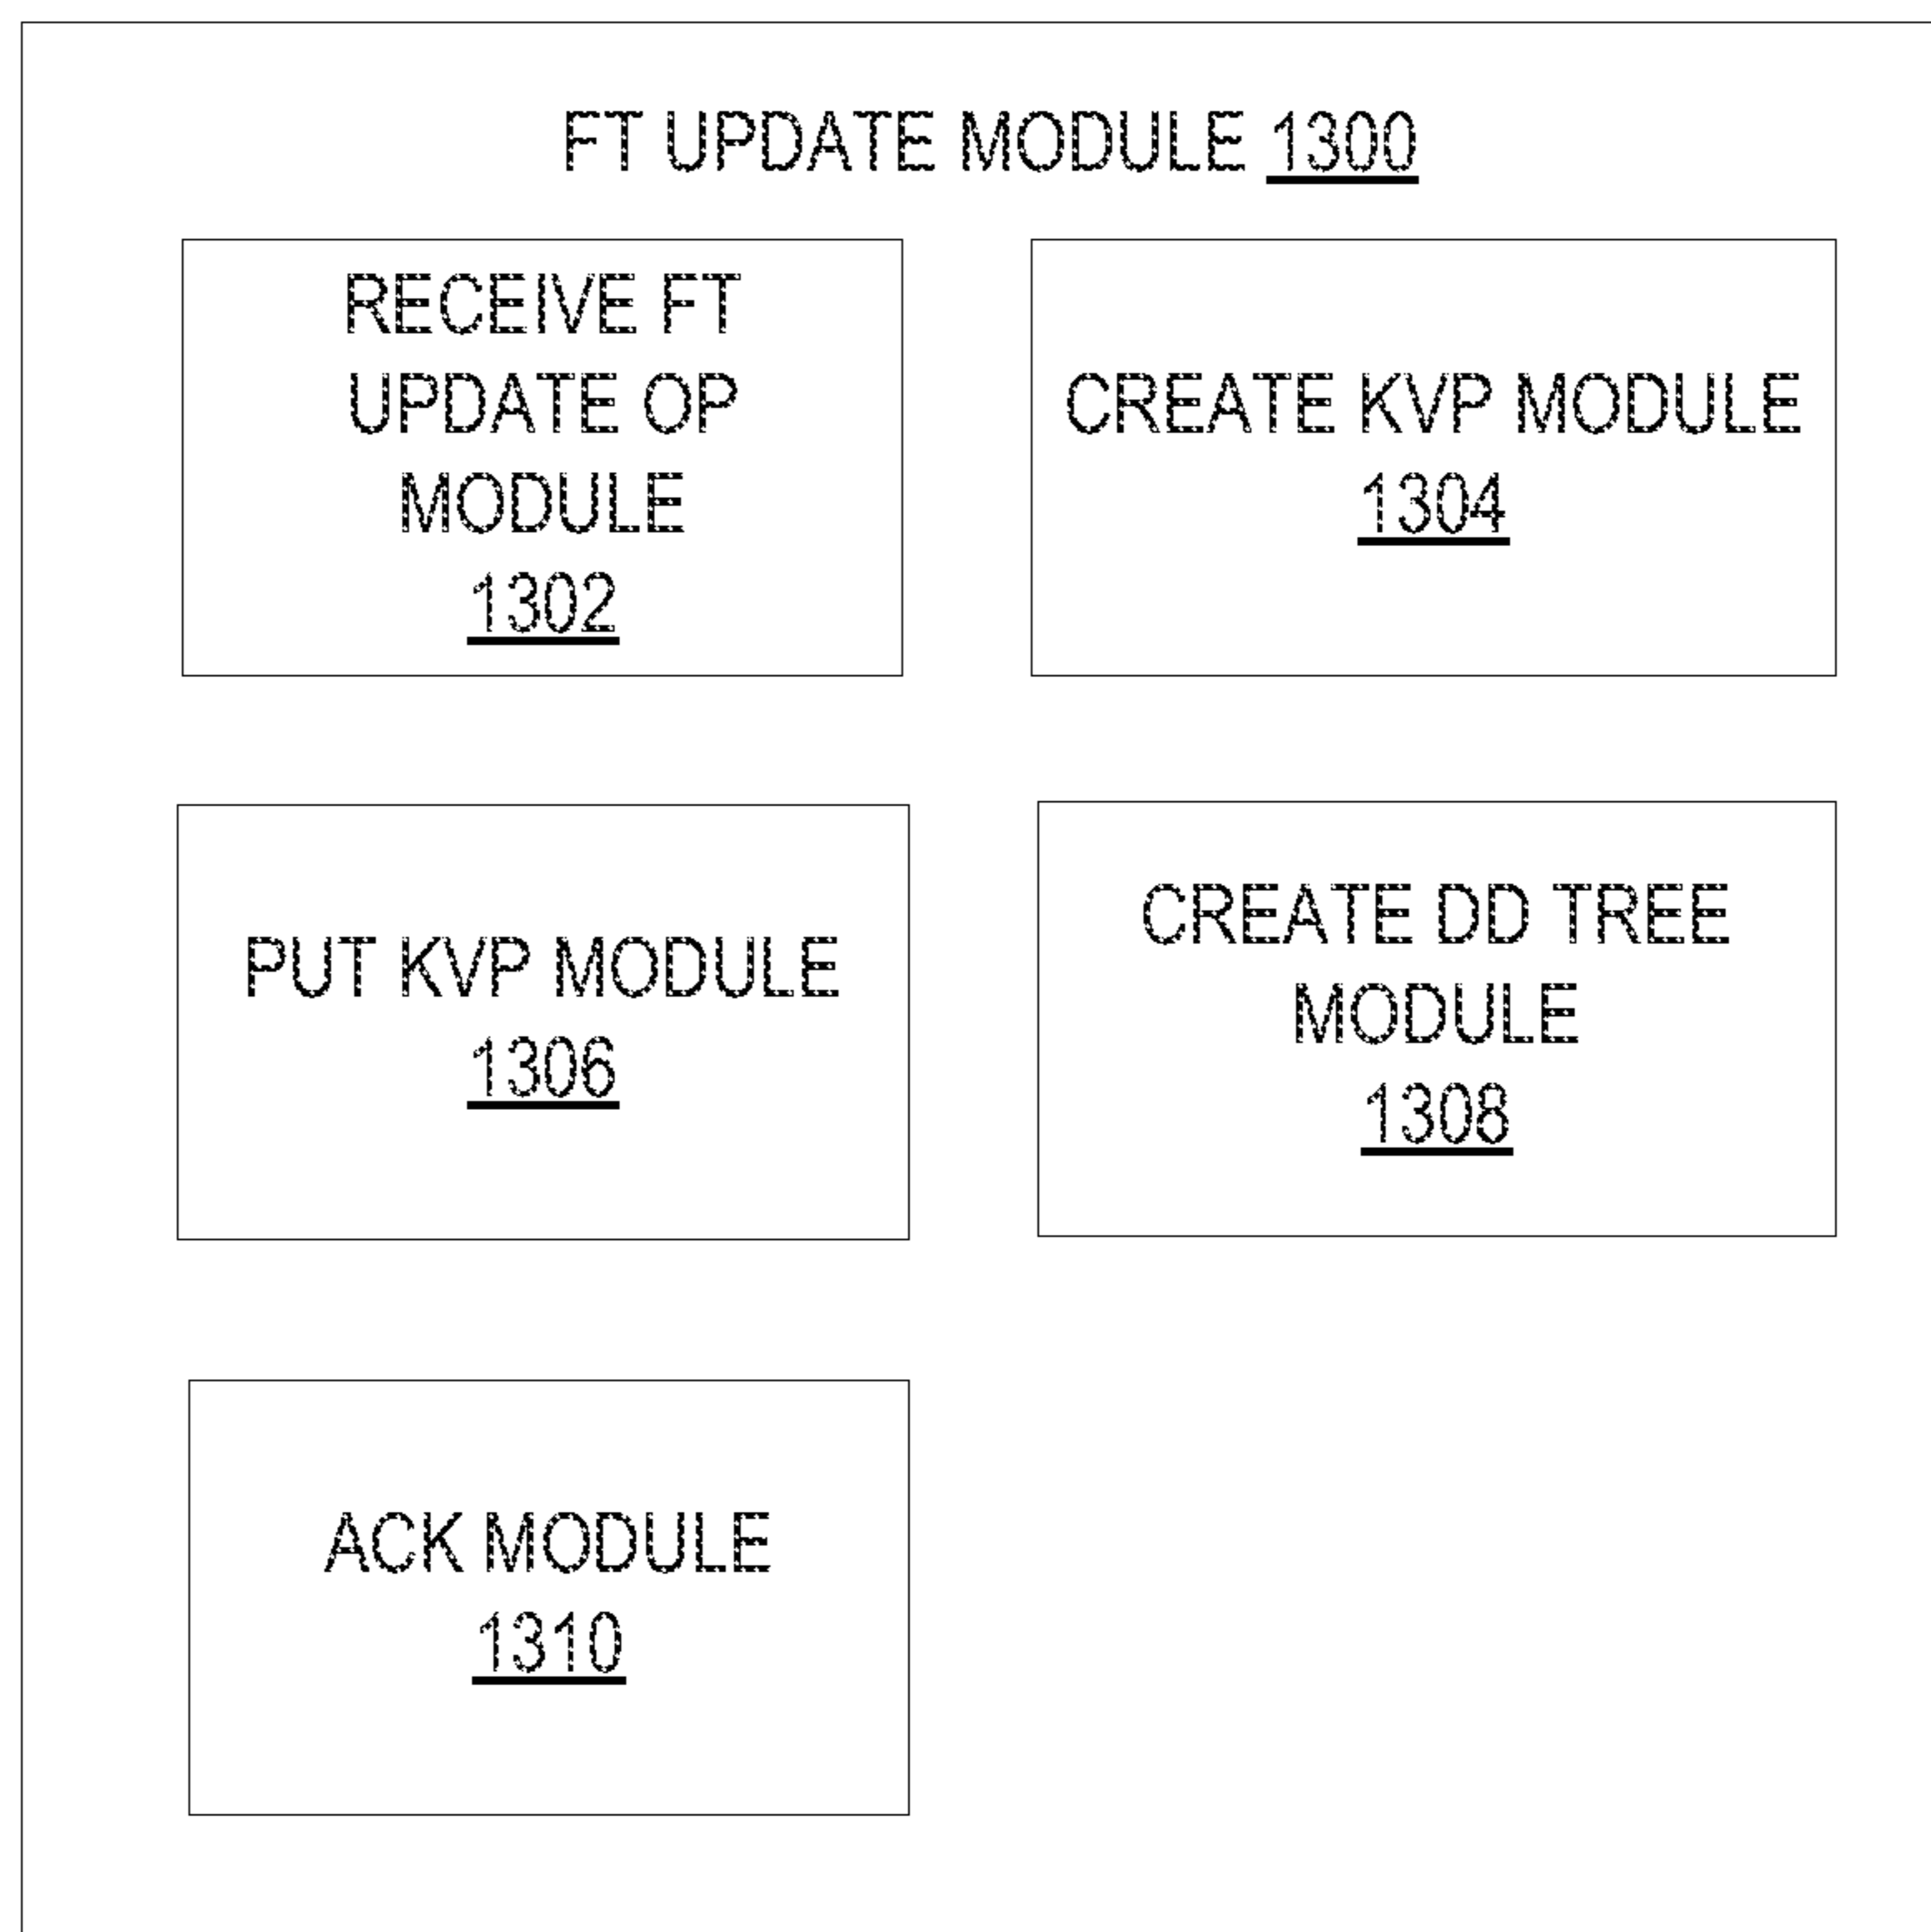 FT UPDATE MODULE 1300
RECEIVE FT
UPDATE OP
MODULE
1302
CREATE KVP MODULE
1304
PUT KVP MODULE
1306
CREATE DD TREE
MODULE
1308
ACK MODULE
1310